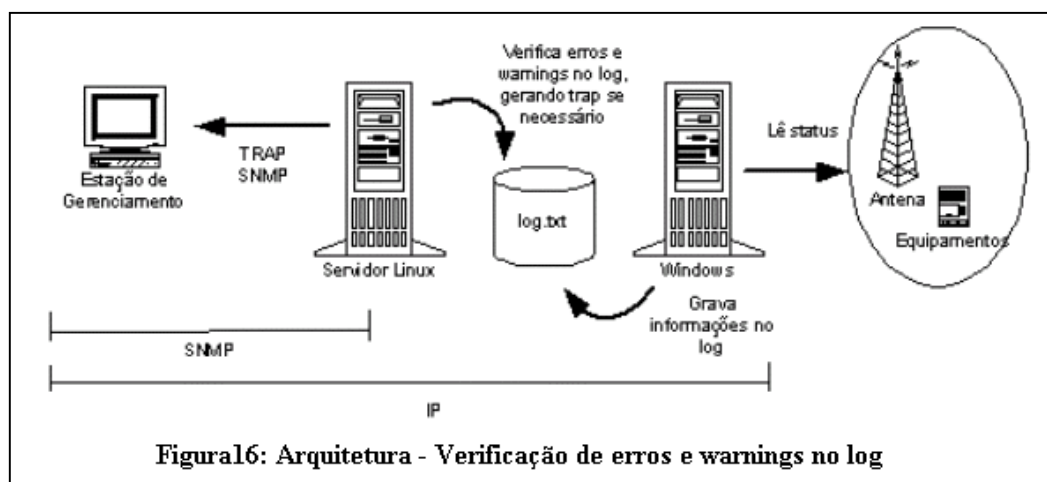 Verifica erros e
warnings no log,
gerando trap se
necessário
Lê status
TRAP
SNMP
Estação de
Gerenciamento
log.txt
Antena
Equipamentos
Servidor Linux
Windows
Grava
informações no
log
SNMP
IP
Figura16: Arquitetura - Verificação de erros e warnings no log